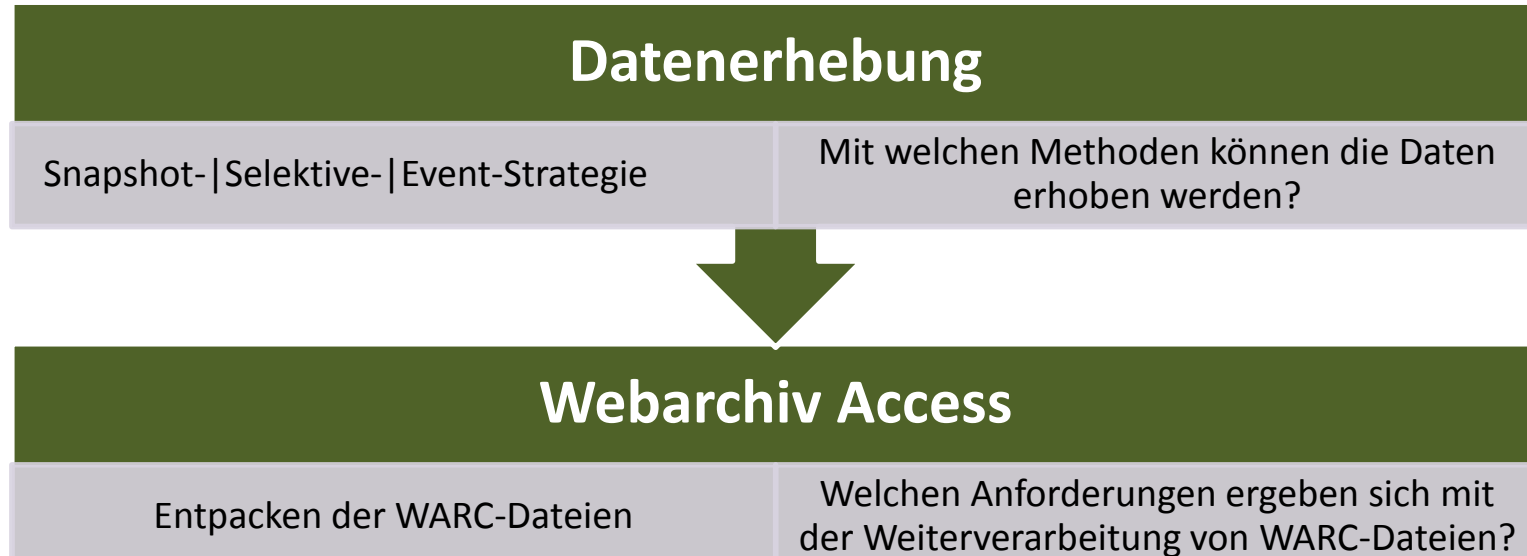 Datenerhebung
Snapshot-|Selektive-|Event-Strategie
Mit welchen Methoden können die Daten
erhoben werden?
Webarchiv Access
Entpacken der WARC-Dateien
Welchen Anforderungen ergeben sich mit
der Weiterverarbeitung von WARC-Dateien?